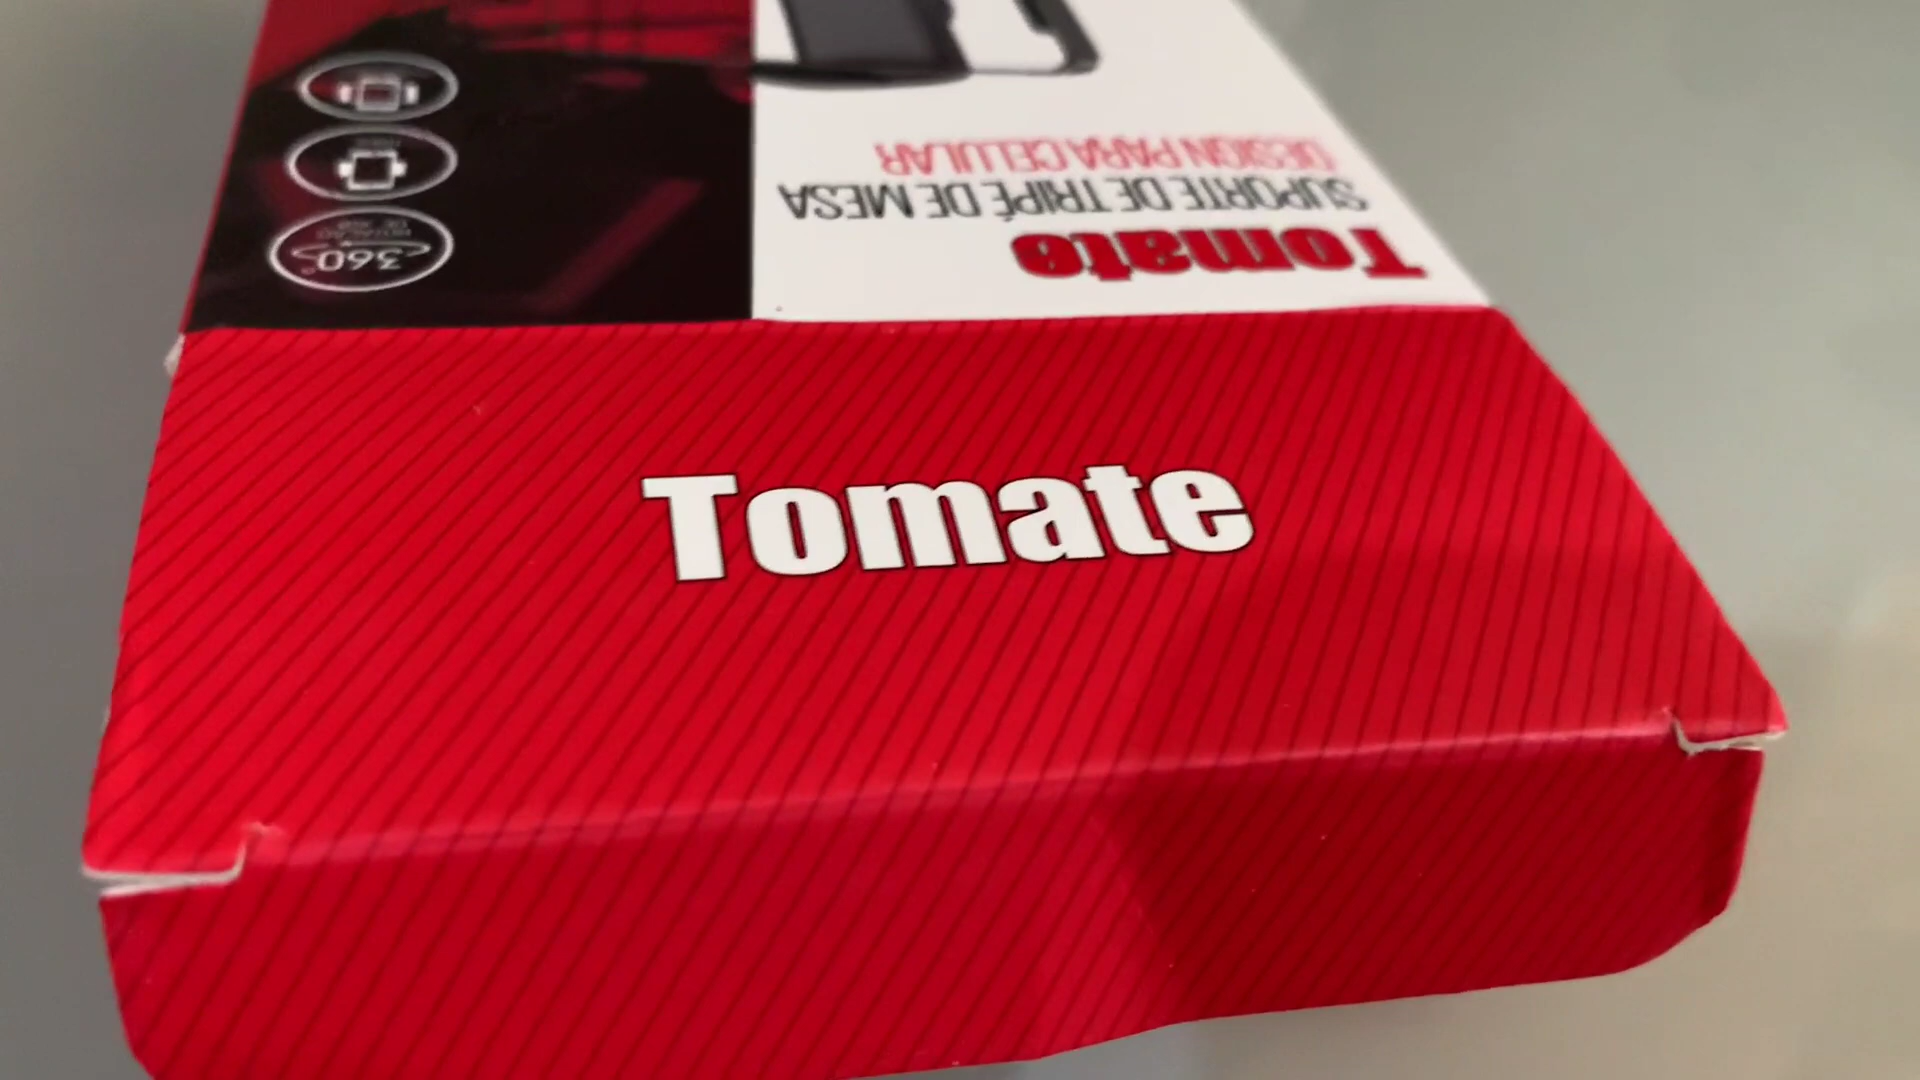 Tomate
Tomate
SUPORTE DE TRIPÉ DE MESA
DESIGN PARA CELULAR
360°